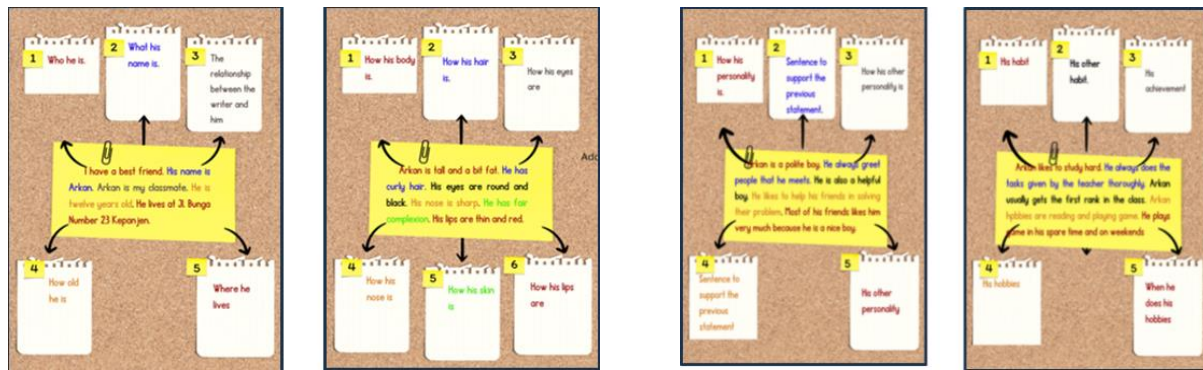 1 Who he is.
2 What his
name is.
3 The
relationship
between the
writer and
him
I have a best friend. His name is
Arkan. Arkan is my classmate. He is
twelve years old. He lives at Jl. Bunga
Number 23 Kepanjen.
4 How old
he is
5 Where he
lives
1 How his body
is.
2 How his hair
is.
3 How his eyes
are
Arkan is tall and a bit fat. He has
curly hair. His eyes are round and
black. His nose is sharp. He has fair
complexion. His lips are thin and red.
4 How his
nose is
5 How his skin
is
6 How his lips
are
1 How his
personality
is.
2 Sentence to
support the
previous
statement.
3 How his other
personality is
Arkan is a polite boy. He always greet
people that he meets. He is also a helpful
boy. He likes to help his friends in solving
their problem. Most of his friends likes him
very much because he is a nice boy.
4 Sentence to
support the
previous
statement
5 His other
personality
1 His habit
2 His other
habit.
3 His
achievement
Arkan likes to study hard. He always does the
tasks given by the teacher thoroughly. Arkan
usually gets the first rank in the class. Arkan
hobbies are reading and playing game. He plays
game in his spare time and on weekends
4 His hobbies
5 When he
does his
hobbies